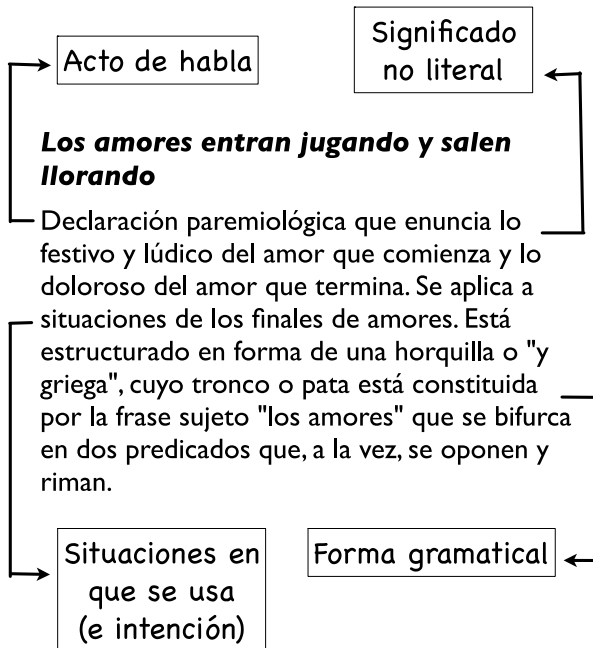 Acto de habla
Significado
no literal
Los amores entran jugando y salen
llorando
Declaración paremiológica que enuncia lo
festivo y lúdico del amor que comienza y lo
doloroso del amor que termina. Se aplica a
situaciones de los finales de amores. Está
estructurado en forma de una horquilla o "y
griega", cuyo tronco o pata está constituida
por la frase sujeto "los amores" que se bifurca
en dos predicados que, a la vez, se oponen y
riman.
Situaciones en
que se usa
(e intención)
Forma gramatical